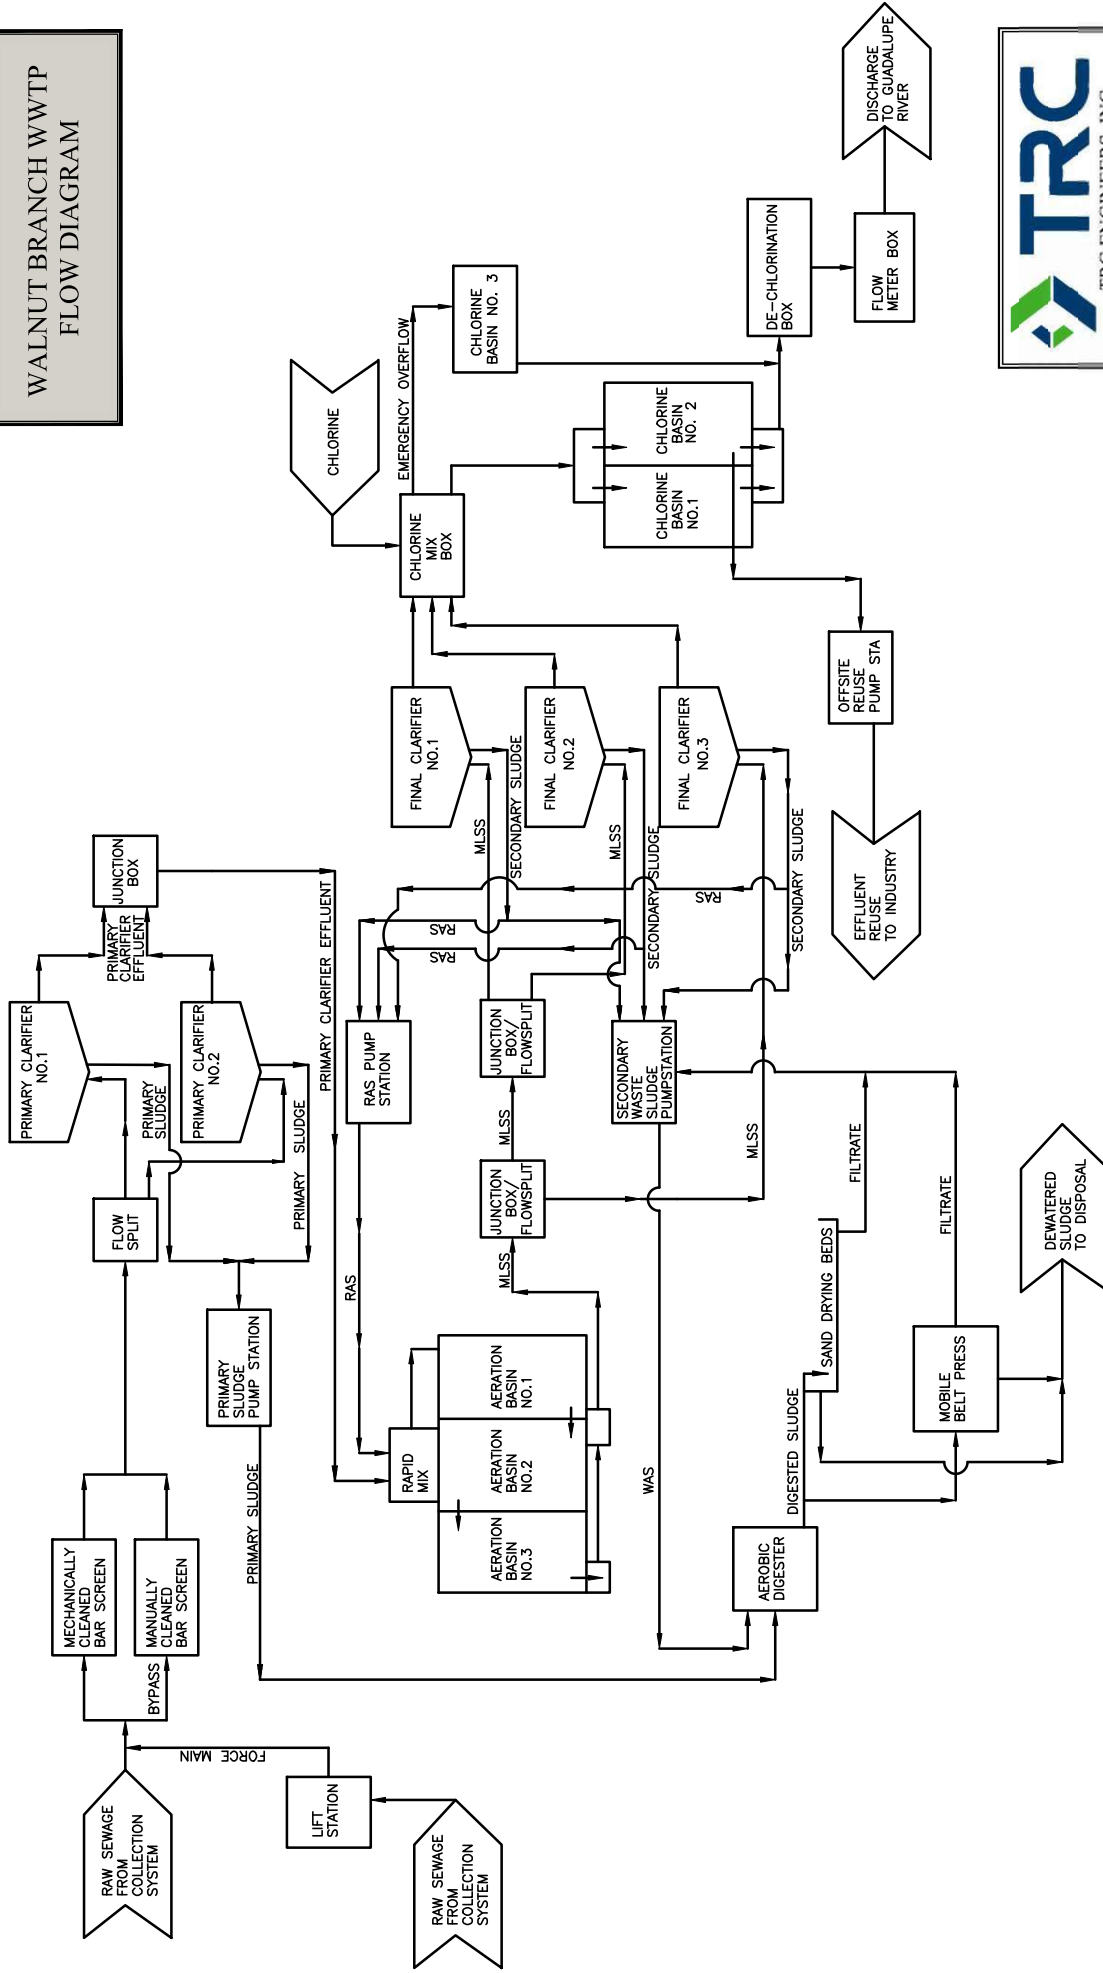 WALNUT BRANCH WWTP
FLOW DIAGRAM
RAW SEWAGE
FROM
COLLECTION
SYSTEM
RAW SEWAGE
FROM
COLLECTION
SYSTEM
LIFT
STATION
FORCE MAIN
BYPASS
MECHANICALLY
CLEANED
BAR SCREEN
MANUALLY
CLEANED
BAR SCREEN
FLOW
SPLIT
PRIMARY CLARIFIER
NO.1
PRIMARY CLARIFIER
NO.2
PRIMARY
SLUDGE
PRIMARY SLUDGE
PRIMARY
CLARIFIER
EFFLUENT
JUNCTION
BOX
PRIMARY CLARIFIER EFFLUENT
PRIMARY
SLUDGE
PUMP STATION
PRIMARY SLUDGE
RAPID
MIX
AERATION
BASIN NO.1
AERATION
BASIN
NO.2
AERATION
BASIN
NO.3
RAS
RAS PUMP
STATION
RAS
RAS
RAS
MLSS
JUNCTION
BOX/
FLOWSPLIT
MLSS
JUNCTION
BOX/
FLOWSPLIT
MLSS
MLSS
MLSS
FINAL CLARIFIER
NO.1
FINAL CLARIFIER
NO.2
FINAL CLARIFIER
NO.3
SECONDARY SLUDGE
SECONDARY SLUDGE
SECONDARY SLUDGE
SECONDARY
WASTE
SLUDGE
PUMPSTATION
WAS
CHLORINE
CHLORINE
MIX
BOX
EMERGENCY OVERFLOW
CHLORINE
BASIN NO. 3
CHLORINE
BASIN
NO.1
CHLORINE
BASIN
NO. 2
DE-CHLORINATION
BOX
FLOW
METER BOX
DISCHARGE
TO GUADALUPE
RIVER
OFFSITE
REUSE
PUMP STA
EFFLUENT
REUSE
TO INDUSTRY
AEROBIC
DIGESTER
DIGESTED SLUDGE
SAND DRYING BEDS
FILTRATE
FILTRATE
MOBILE
BELT PRESS
DEWATERED
SLUDGE
TO DISPOSAL
TRC
TRC ENGINEERS, INC.